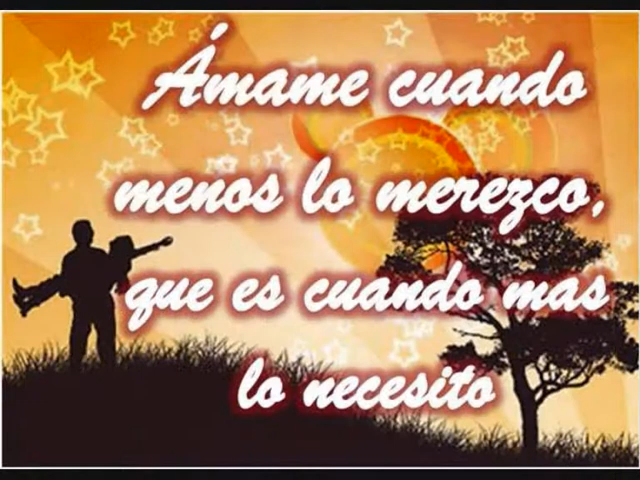 Ámame cuando
menos lo merezco,
que es cuando mas
lo necesito